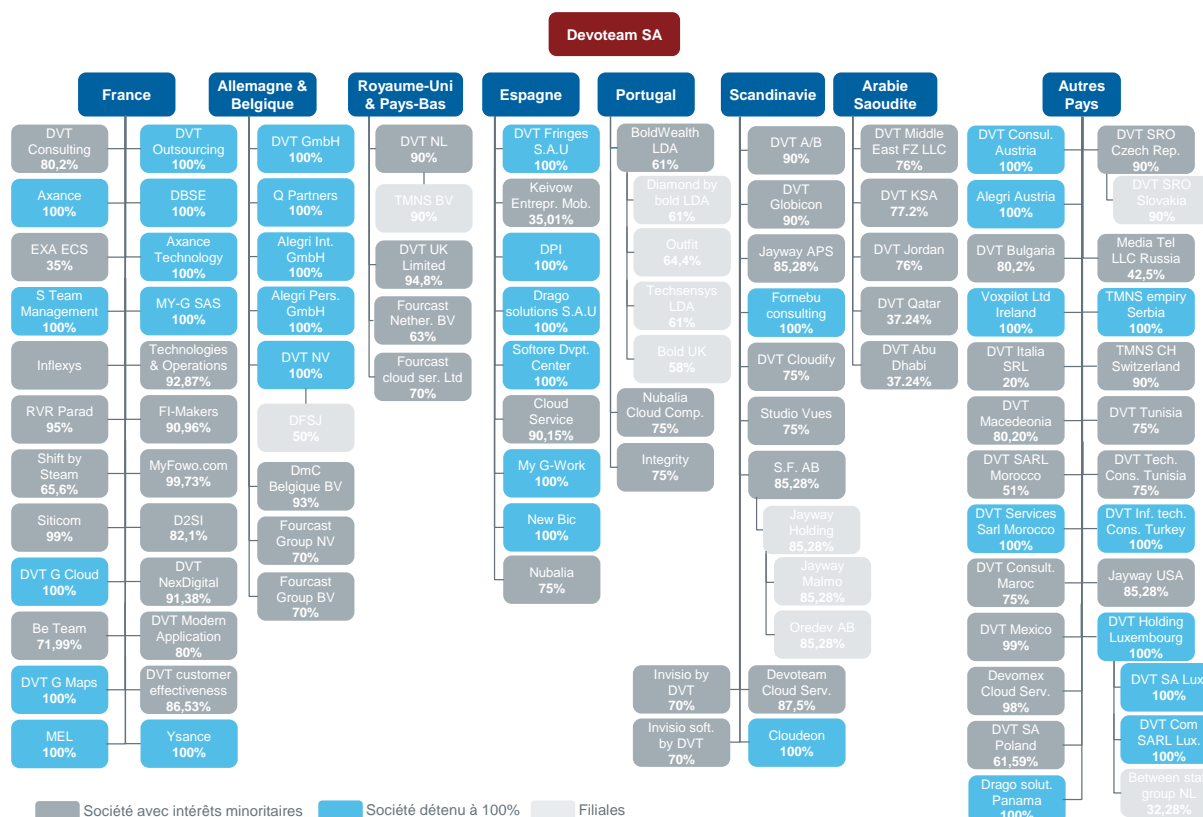 Devoteam SA
France
DVT
Consulting
80,2%
Axance
100%
EXA ECS
35%
S Team
Management
100%
Inflexys
RVR Parad
95%
Shift by
Steam
65,6%
Siticom
99%
DVT G Cloud
100%
Be Team
71,99%
DVT G Maps
100%
MEL
100%
DVT
Outsourcing
100%
DBSE
100%
Axance
Technology
100%
MY-G SAS
100%
Technologies
& Operations
92,87%
FI-Makers
90,96%
MyFowo.com
99,73%
D2SI
82,1%
DVT
NexDigital
91,38%
DVT Modern
Application
80%
DVT customer
effectiveness
86,53%
Ysance
100%
Allemagne &
Belgique
DVT GmbH
100%
Q Partners
100%
Alegri Int.
GmbH
100%
Alegri Pers.
GmbH
100%
DVT NV
100%
DFSJ
50%
DmC
Belgique BV
93%
Fourcast
Group NV
70%
Fourcast
Group BV
70%
Royaume-Uni
& Pays-Bas
DVT NL
90%
TMNS BV
90%
DVT UK
Limited
94,8%
Fourcast
Nether. BV
63%
Fourcast
cloud ser. Ltd
70%
Espagne
DVT Fringes
S.A.U
100%
Keivow
Entrepr. Mob.
35,01%
DPI
100%
Drago
solutions S.A.U
100%
Softore Dvpt.
Center
100%
Cloud
Service
90,15%
My G-Work
100%
New Bic
100%
Nubalia
75%
Portugal
BoldWealth
LDA
61%
Diamond by
bold LDA
61%
Outfit
64,4%
Techsensys
LDA
61%
Bold UK
58%
Nubalia
Cloud Comp.
75%
Integrity
75%
Scandinavie
DVT A/B
90%
DVT
Globicon
90%
Jayway APS
85,28%
Fornebu
consulting
100%
DVT Cloudify
75%
Studio Vues
75%
S.F. AB
85,28%
Jayway
Holding
85,28%
Jayway
Malmo
85,28%
Oredev AB
85,28%
Invisio by
DVT
70%
Devoteam
Cloud Serv.
87,5%
Invisio soft.
by DVT
70%
Cloudeon
100%
Arabie
Saoudite
DVT Middle
East FZ LLC
76%
DVT KSA
77.2%
DVT Jordan
76%
DVT Qatar
37.24%
DVT Abu
Dhabi
37.24%
Autres
Pays
DVT Consul.
Austria
100%
Alegri Austria
100%
DVT Bulgaria
80,2%
Voxpilot Ltd
Ireland
100%
DVT Italia
SRL
20%
DVT
Macedeonia
80,20%
DVT SARL
Morocco
51%
DVT Services
Sarl Morocco
100%
DVT Consult.
Maroc
75%
DVT Mexico
99%
Devomex
Cloud Serv.
98%
DVT SA
Poland
61,59%
Drago solut.
Panama
100%
DVT SRO
Czech Rep.
90%
DVT SRO
Slovakia
90%
Media Tel
LLC Russia
42,5%
TMNS empiry
Serbia
100%
TMNS CH
Switzerland
90%
DVT Tunisia
75%
DVT Tech.
Cons. Tunisia
75%
DVT Inf. tech.
Cons. Turkey
100%
Jayway USA
85,28%
DVT Holding
Luxembourg
100%
DVT SA Lux
100%
DVT Com
SARL Lux.
100%
Between staf
group NL
32,28%
Société avec intérêts minoritaires
Société détenu à 100%
Filiales